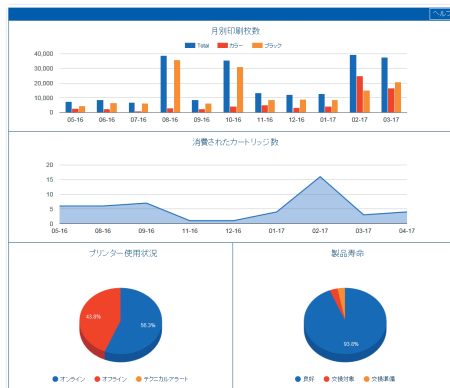 ヘルプ
月別印刷枚数
Total カラー ブラック
40,000
30,000
20,000
10,000
0
05-16 06-16 07-16 08-16 09-16 10-16 11-16 12-16 01-17 02-17 03-17
消費されたカートリッジ数
20
15
10
5
0
05-16 08-16 09-16 11-16 12-16 01-17 02-17 03-17 04-17
プリンター使用状況
製品寿命
43.8%
56.3%
93.8%
オンライン オフライン テクニカルアラート
良好 交換対象 交換準備